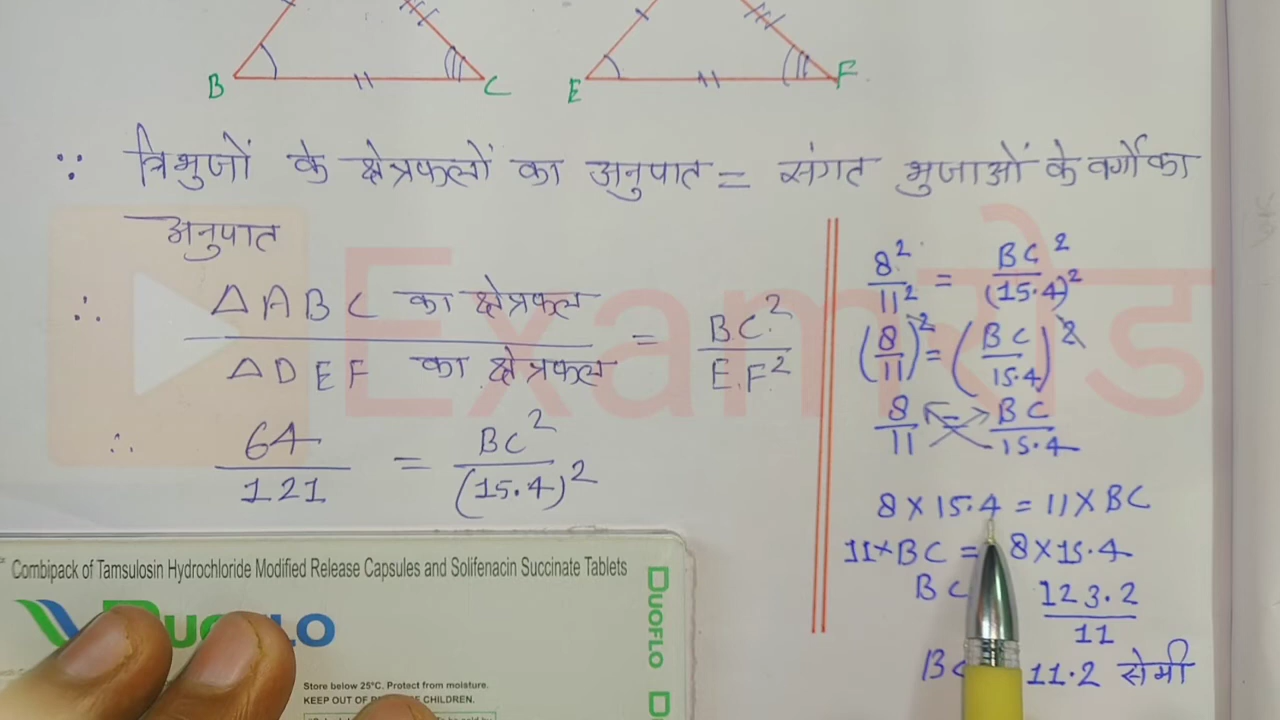 B C E F
∵ त्रिभुजों के क्षेत्रफलों का अनुपात = संगत भुजाओं के वर्गों का
अनुपात
∴ △ABC का क्षेत्रफल / △DEF का क्षेत्रफल = BC² / EF²
∴ 64/121 = BC²/(15.4)²
8²/11² = BC²/(15.4)²
(8/11)² = (BC/15.4)²
8/11 = BC/15.4
8 × 15.4 = 11 × BC
11 × BC = 8 × 15.4
BC 123.2/11
BC 11.2 सेमी
Examरोड
Combipack of Tamsulosin Hydrochloride Modified Release Capsules and Solifenacin Succinate Tablets
DUOFLO
DUOFLO
Store below 25°C. Protect from moisture.
KEEP OUT OF CHILDREN.